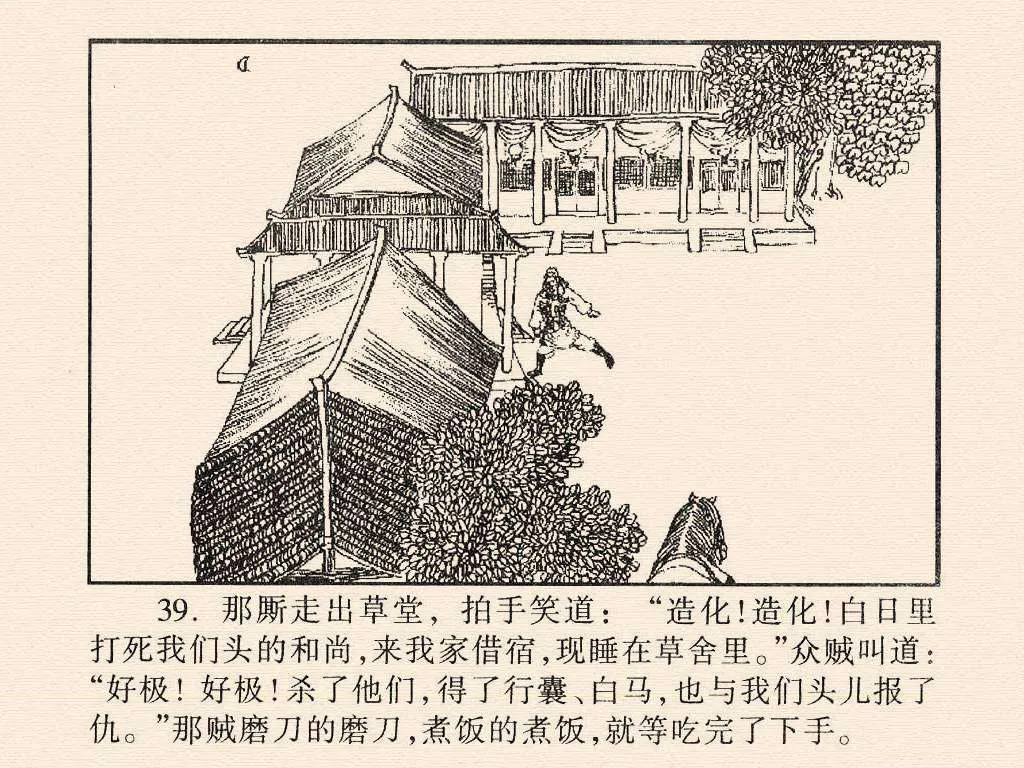 39. 那厮走出草堂，拍手笑道：“造化！造化！白日里
打死我们头的和尚，来我家借宿，现睡在草舍里。”众贼叫道：
“好极！好极！杀了他们，得了行囊、白马，也与我们头儿报了
仇。”那贼磨刀的磨刀，煮饭的煮饭，就等吃完了下手。